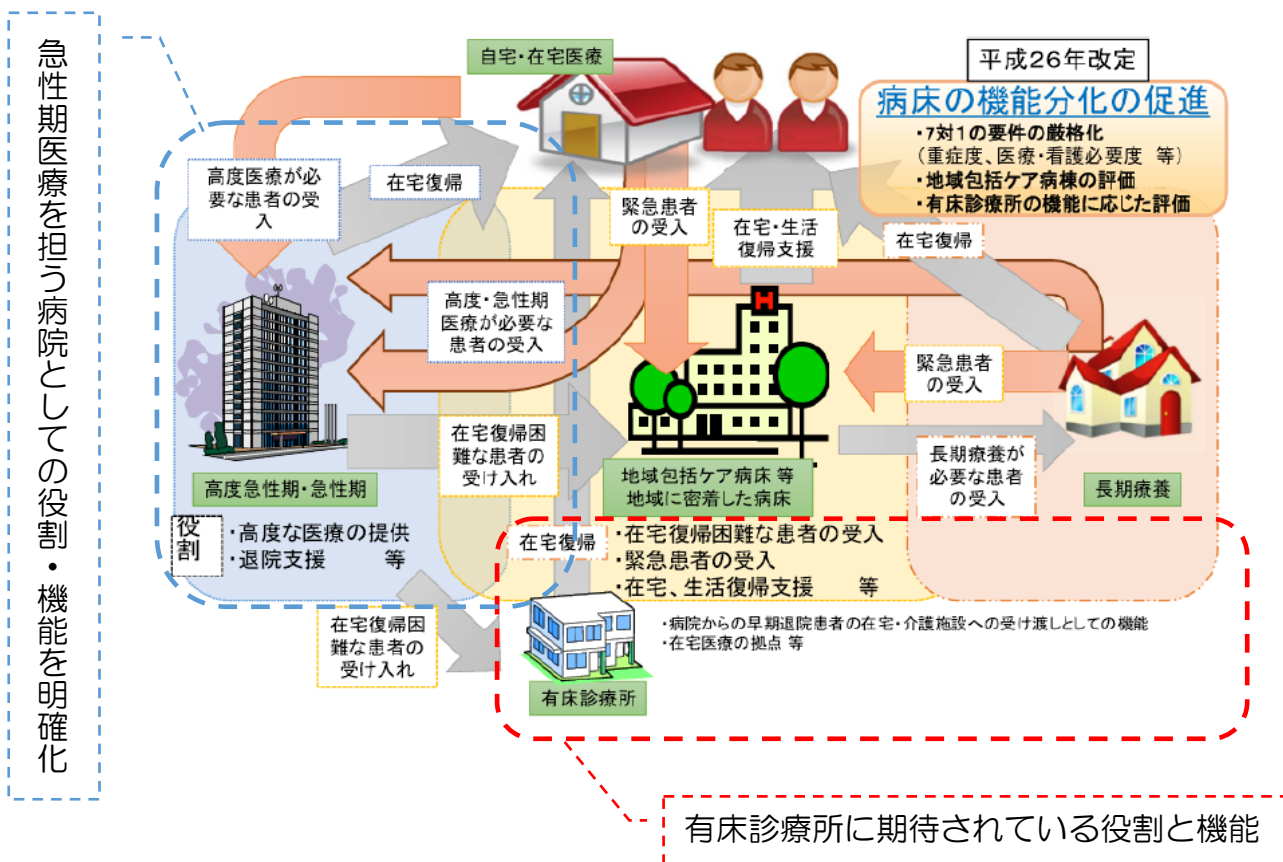 急性期医療を担う病院としての役割・機能を明確化
自宅・在宅医療
平成26年改定
病床の機能分化の促進
・7対1の要件の厳格化
（重症度、医療・看護必要度　等）
・地域包括ケア病棟の評価
・有床診療所の機能に応じた評価
高度医療が必
要な患者の受
入
在宅復帰
緊急患者
の受入
在宅・生活
復帰支援
在宅復帰
H
高度・急性期
医療が必要な
患者の受入
緊急患者
の受入
在宅復帰困
難な患者の
受け入れ
長期療養が
必要な患者
の受入
高度急性期・急性期
地域包括ケア病床 等
地域に密着した病床
長期療養
役
割
・高度な医療の提供
・退院支援　　等
在宅復帰
・在宅復帰困難な患者の受入
・緊急患者の受入
・在宅、生活復帰支援　　等
在宅復帰困
難な患者の
受け入れ
・病院からの早期退院患者の在宅・介護施設への受け渡しとしての機能
・在宅医療の拠点 等
有床診療所
有床診療所に期待されている役割と機能